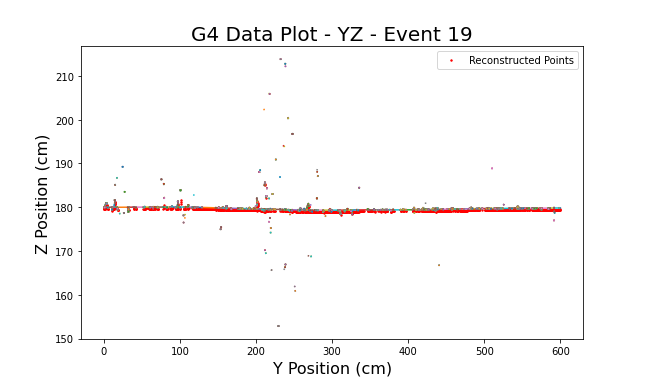 G4 Data Plot - YZ - Event 19
Reconstructed Points
Z Position (cm)
210
200
190
180
170
160
150
0 100 200 300 400 500 600
Y Position (cm)